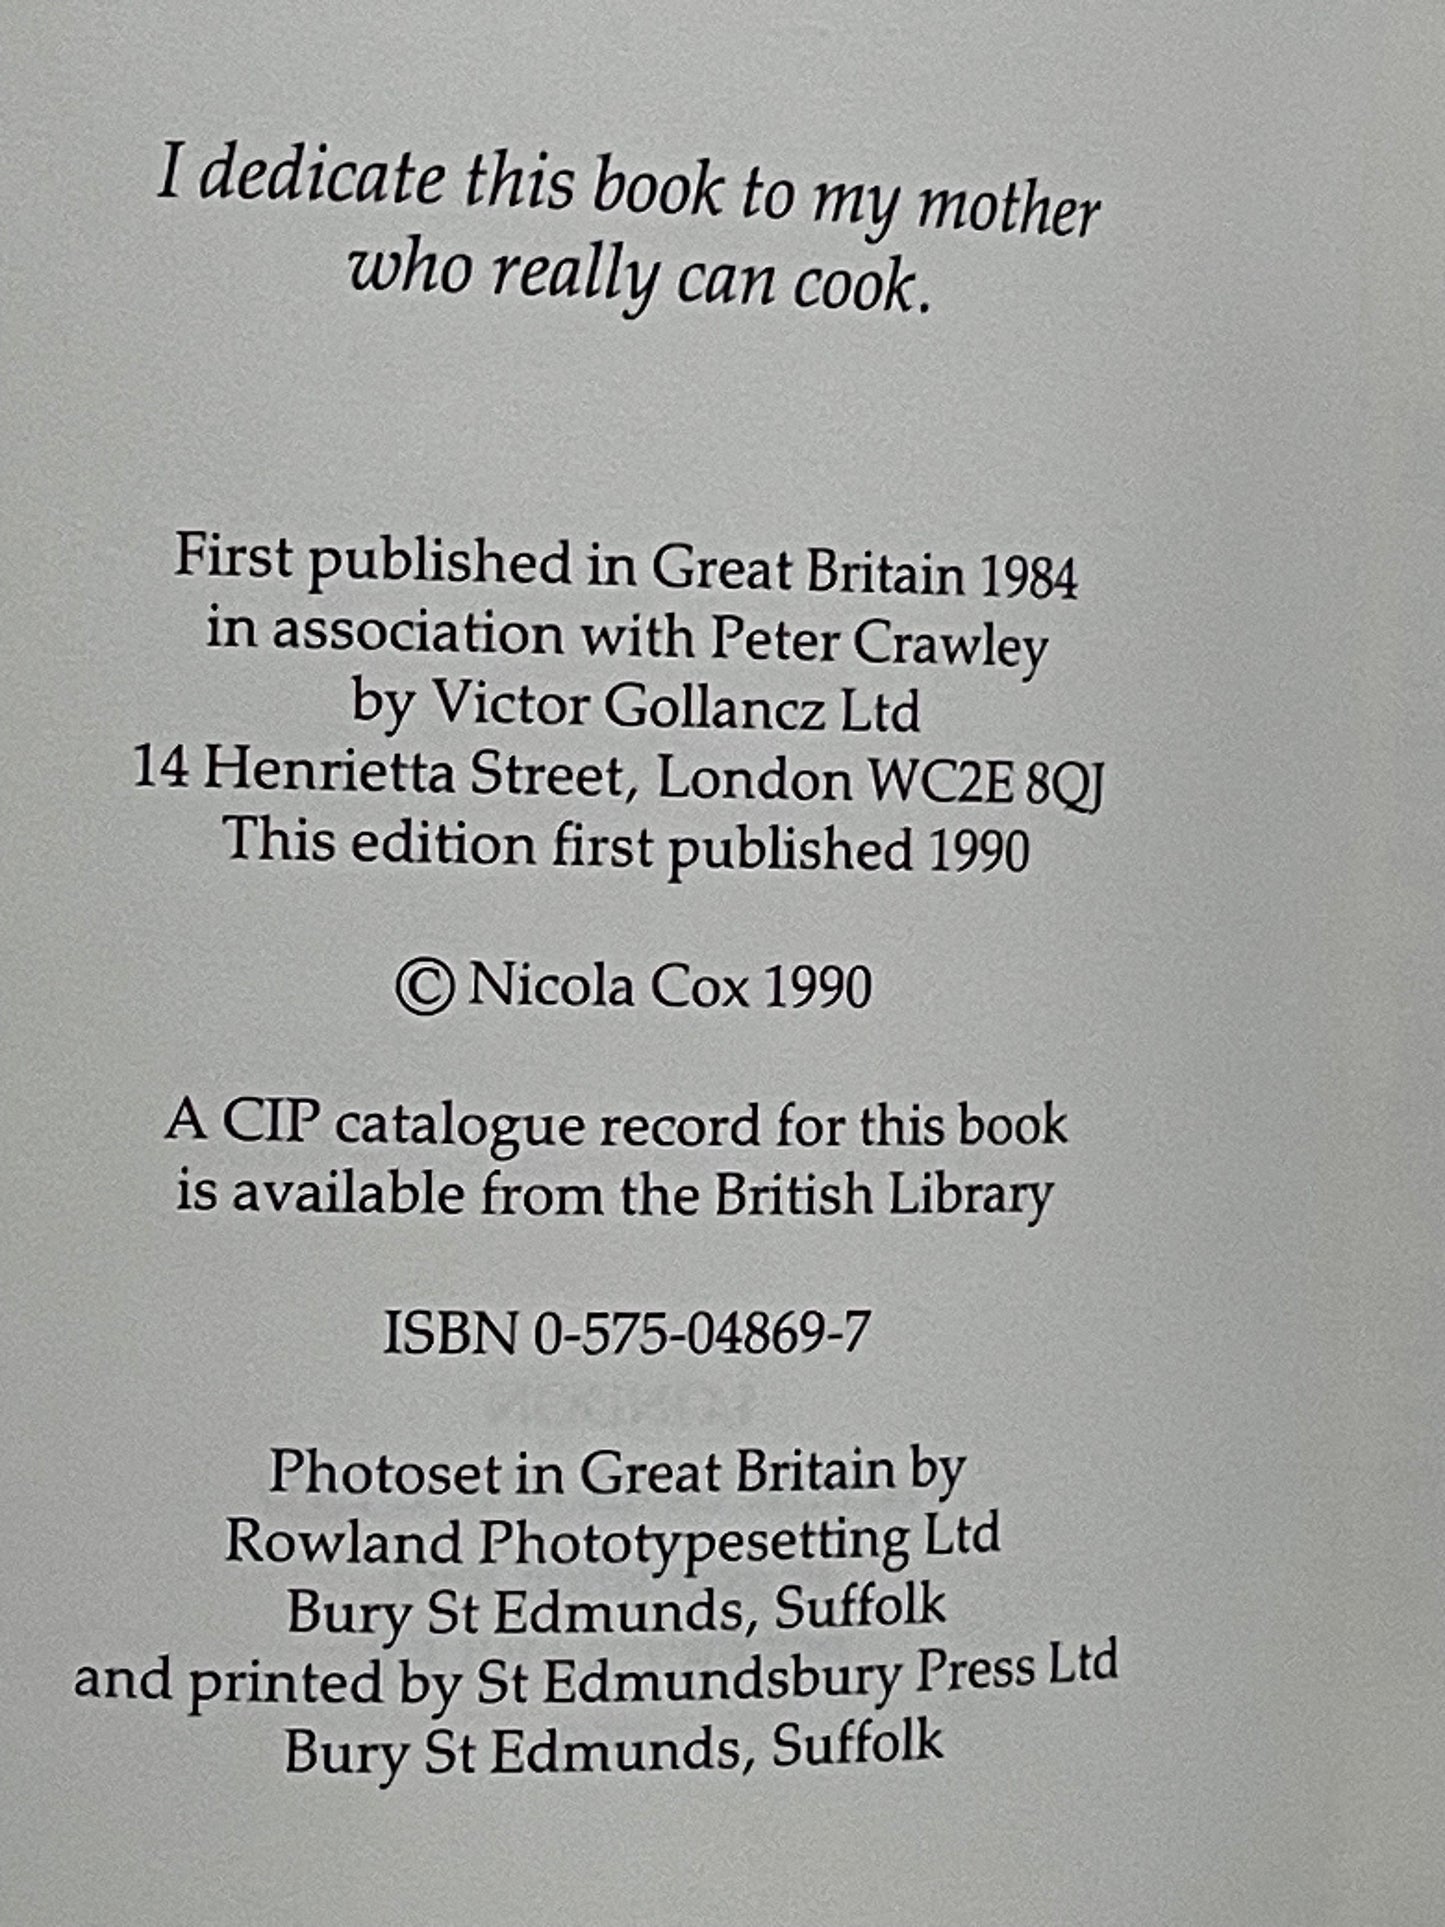 I dedicate this book to my mother
who really can cook.
First published in Great Britain 1984
in association with Peter Crawley
by Victor Gollancz Ltd
14 Henrietta Street, London WC2E 8QJ
This edition first published 1990
© Nicola Cox 1990
A CIP catalogue record for this book
is available from the British Library
ISBN 0-575-04869-7
LONDON
Photoset in Great Britain by
Rowland Phototypesetting Ltd
Bury St Edmunds, Suffolk
and printed by St Edmundsbury Press Ltd
Bury St Edmunds, Suffolk